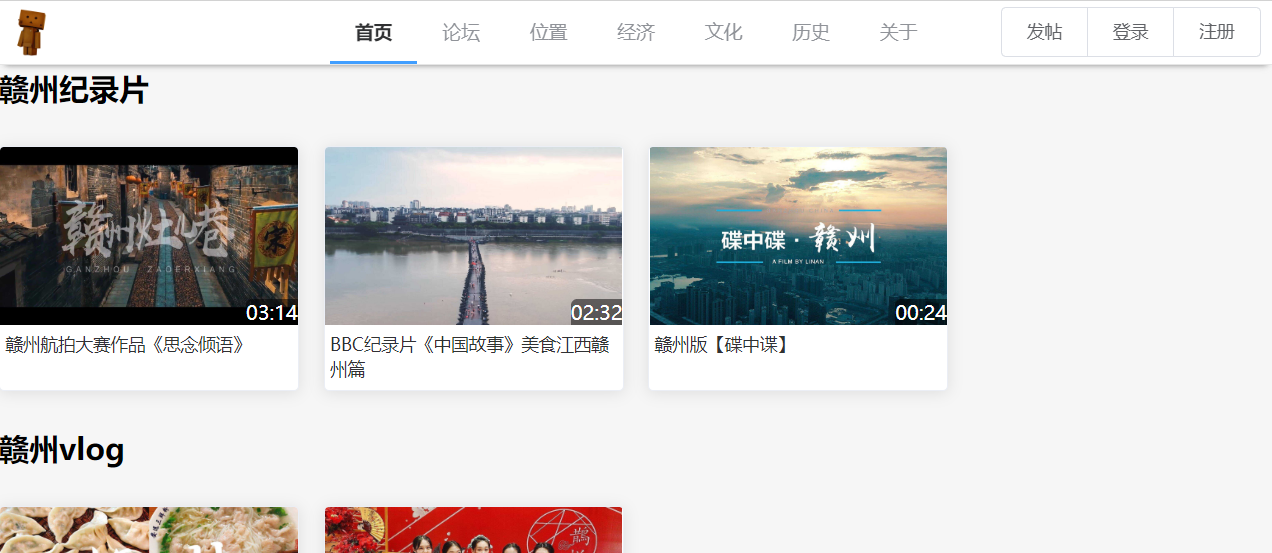 首页 论坛 位置 经济 文化 历史 关于 发帖 登录 注册
赣州纪录片
赣州灶儿巷
GANZHOU ZAOERXIANG
03:14
02:32
碟中碟·赣州
A FILM BY LINAN
00:24
赣州航拍大赛作品《思念倾语》
BBC纪录片《中国故事》美食江西赣
州篇
赣州版【碟中谍】
赣州vlog